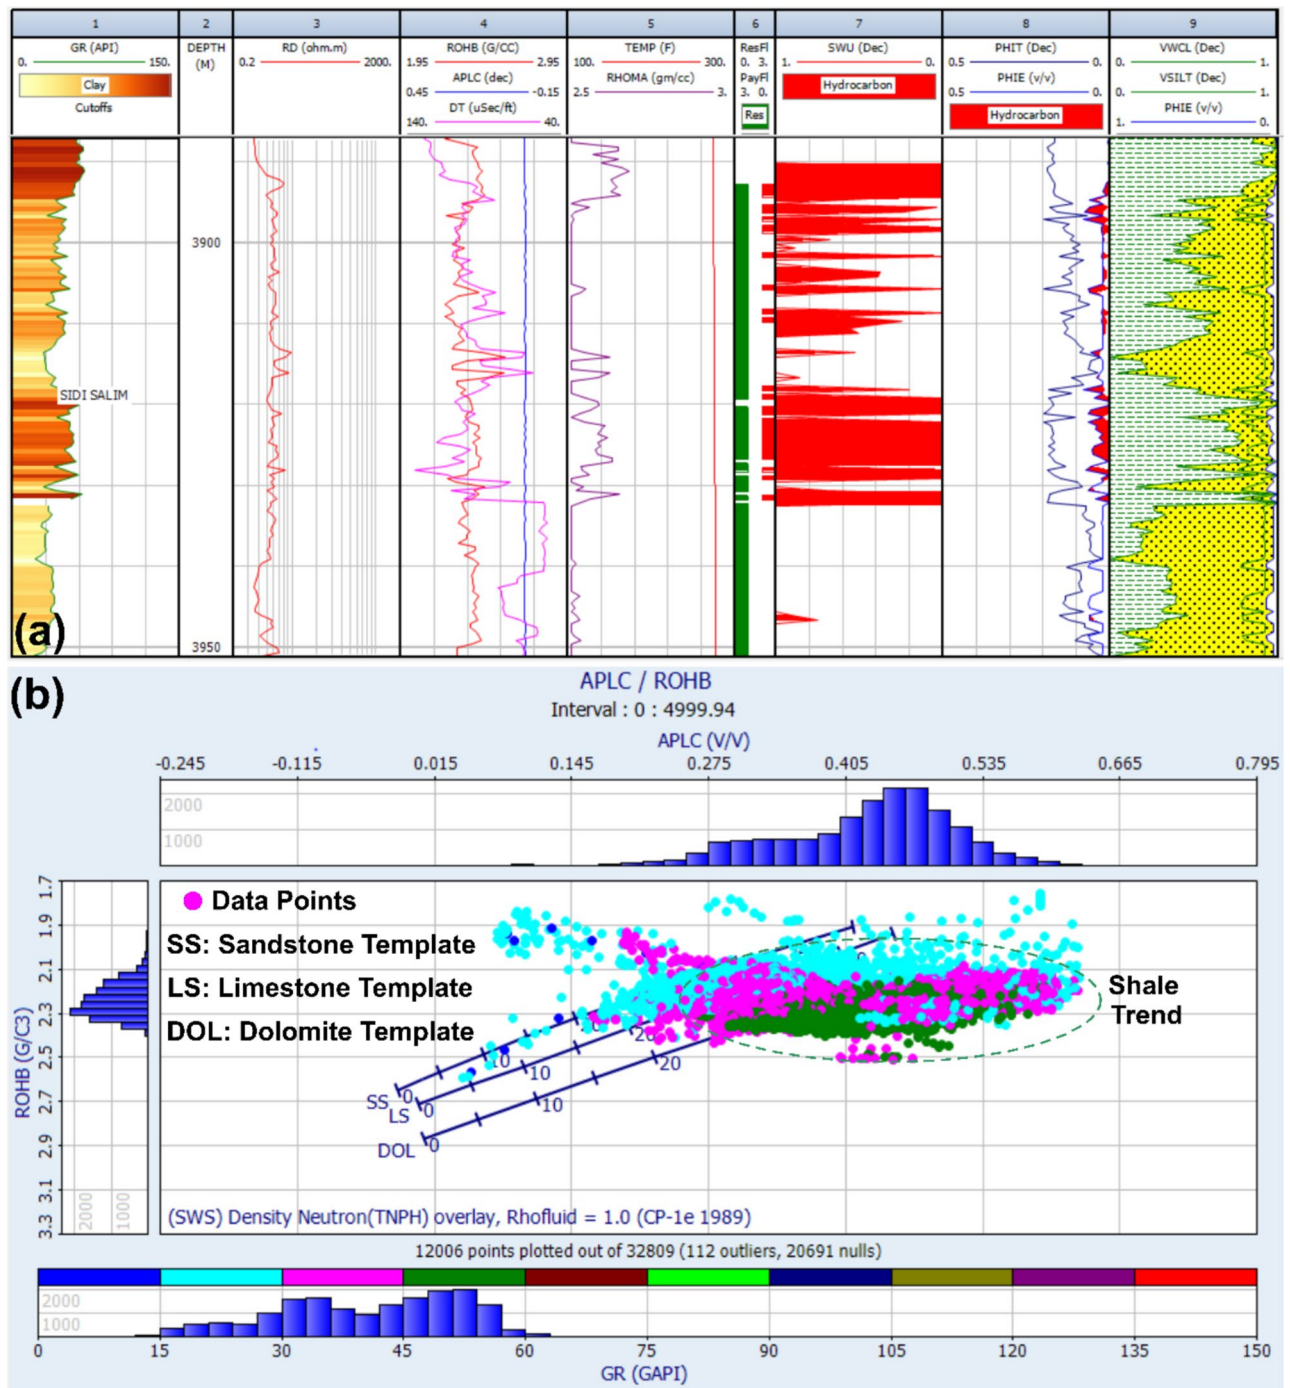 1 2 3 4 5 6 7 8 9
GR (API) DEPTH RD (ohm.m) ROHB (G/CC) TEMP (F) ResFl SWU (Dec) PHIT (Dec) VWCL (Dec)
0. 150. (M) 0.2 2000. 1.95 2.95 100. 300. 0. 3. 1. 0. 0.5 0. 0. 1.
Clay APLC (dec) RHOMA (gm/cc) PayFl Hydrocarbon PHIE (v/v) VSILT (Dec)
0.45 -0.15 2.5 3. 3. 0. 0.5 0. 0. 1.
Cutoffs DT (uSec/ft) Res Hydrocarbon PHIE (v/v)
140. 40. 1. 0.
3900
SIDI SALIM
3950
(a)
(b)
APLC / ROHB
Interval : 0 : 4999.94
APLC (V/V)
-0.245 -0.115 0.015 0.145 0.275 0.405 0.535 0.665 0.795
2000
1000
ROHB (G/C3)
1.7
1.9
2.1
2.3
2.5
2.7
2.9
3.1
3.3
2000
1000
Data Points
SS: Sandstone Template
LS: Limestone Template
DOL: Dolomite Template
Shale
Trend
SS 0 10
LS 0 10 20
DOL 0 10 20
(SWS) Density Neutron(TNPH) overlay, Rhofluid = 1.0 (CP-1e 1989)
12006 points plotted out of 32809 (112 outliers, 20691 nulls)
2000
1000
0 15 30 45 60 75 90 105 120 135 150
GR (GAPI)